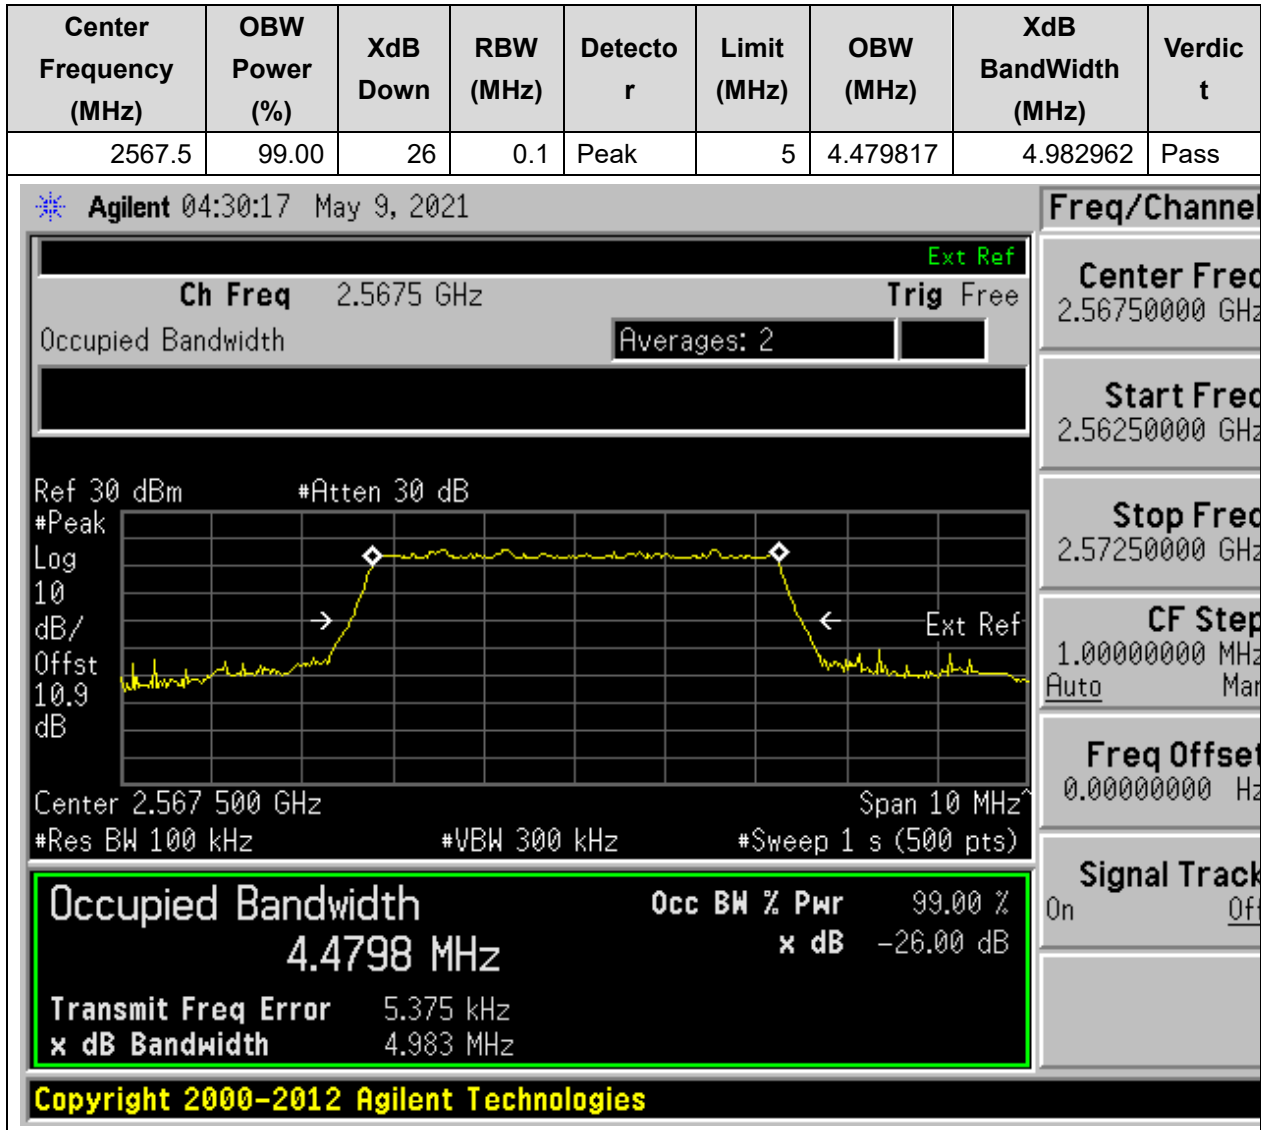 Center Frequency (MHz) OBW Power (%) XdB Down RBW (MHz) Detector Limit (MHz) OBW (MHz) XdB BandWidth (MHz) Verdict
2567.5 99.00 26 0.1 Peak 5 4.479817 4.982962 Pass
Agilent 04:30:17 May 9, 2021
Freq/Channel
Ext Ref
Ch Freq 2.5675 GHz Trig Free
Occupied Bandwidth Averages: 2
Center Freq
2.56750000 GHz
Start Freq
2.56250000 GHz
Stop Freq
2.57250000 GHz
CF Step
1.00000000 MHz
Auto Man
Freq Offset
0.00000000 Hz
Signal Track
On Off
Ref 30 dBm #Atten 30 dB
#Peak
Log
10
dB/
Offst
10.9
dB
Ext Ref
Center 2.567 500 GHz Span 10 MHz^
#Res BW 100 kHz #VBW 300 kHz #Sweep 1 s (500 pts)
Occupied Bandwidth Occ BW % Pwr 99.00 %
4.4798 MHz x dB -26.00 dB
Transmit Freq Error 5.375 kHz
x dB Bandwidth 4.983 MHz
Copyright 2000-2012 Agilent Technologies